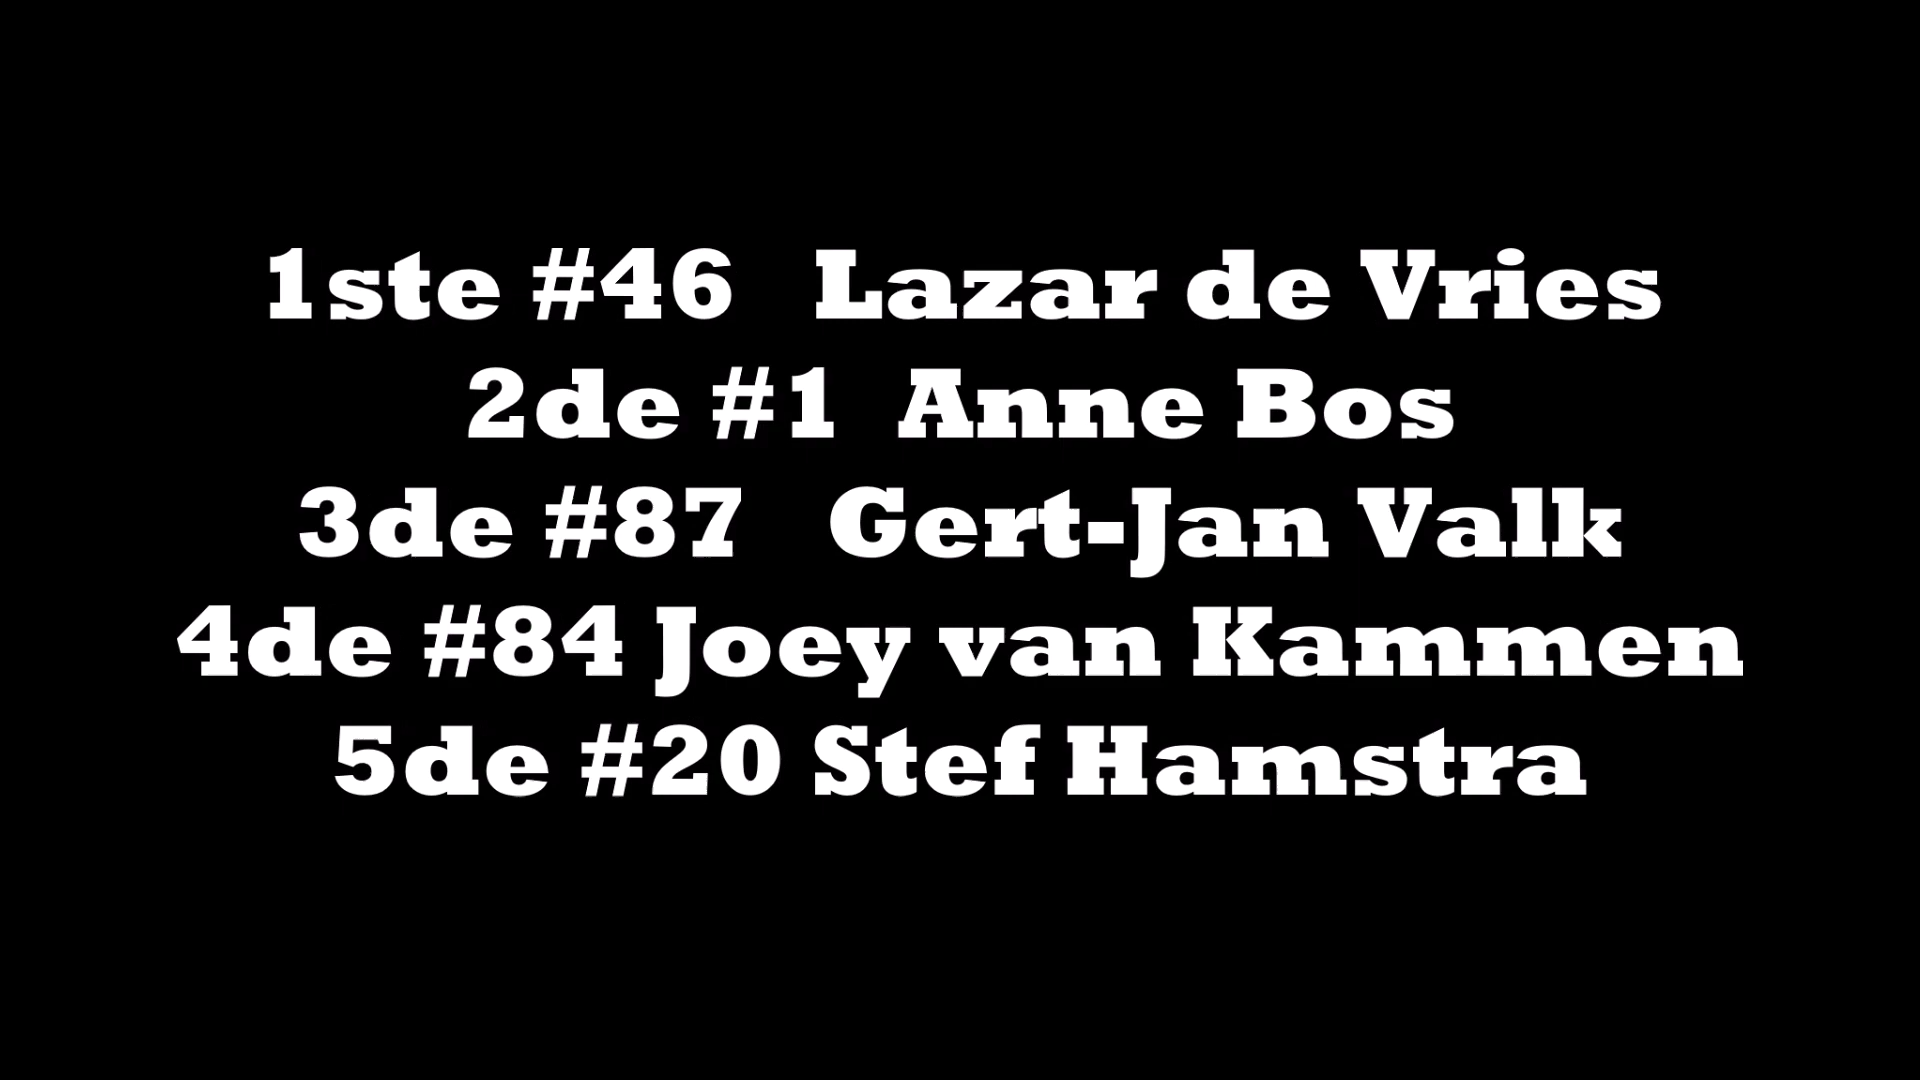 1ste #46 Lazar de Vries
2de #1 Anne Bos
3de #87 Gert-Jan Valk
4de #84 Joey van Kammen
5de #20 Stef Hamstra